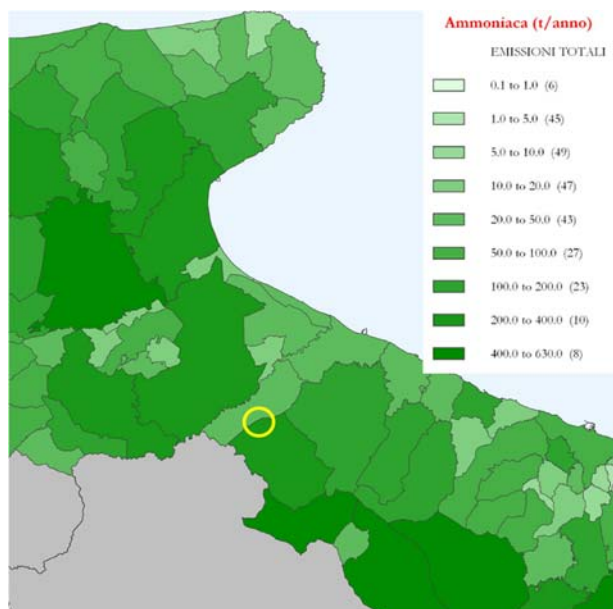 Ammoniaca (t/anno)
EMISSIONI TOTALI
0.1 to 1.0 (6)
1.0 to 5.0 (45)
5.0 to 10.0 (49)
10.0 to 20.0 (47)
20.0 to 50.0 (43)
50.0 to 100.0 (27)
100.0 to 200.0 (23)
200.0 to 400.0 (10)
400.0 to 630.0 (8)